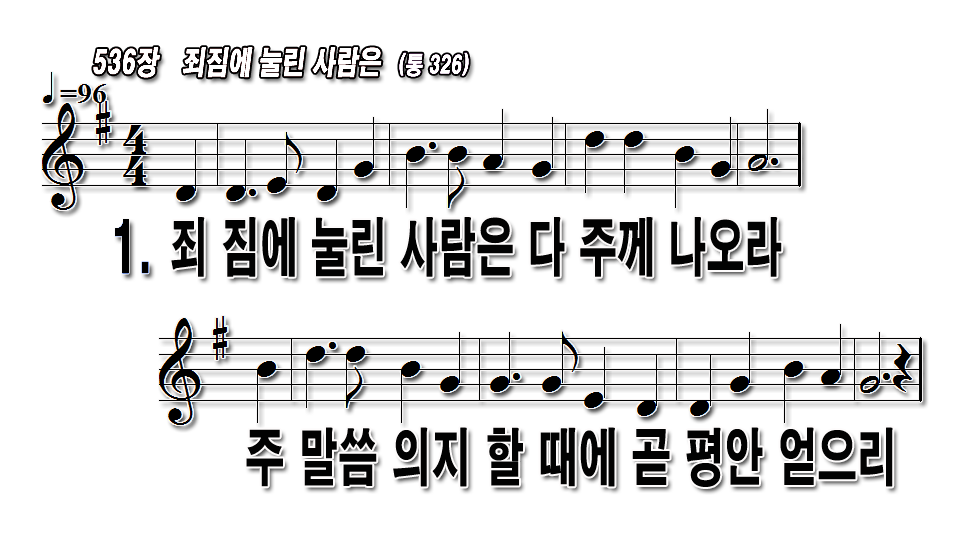 536장 죄짐에 눌린 사람은 (통 326)
♩=96
4
4
1. 죄 짐에 눌린 사람은 다 주께 나오라
주 말씀 의지 할 때에 곧 평안 얻으리